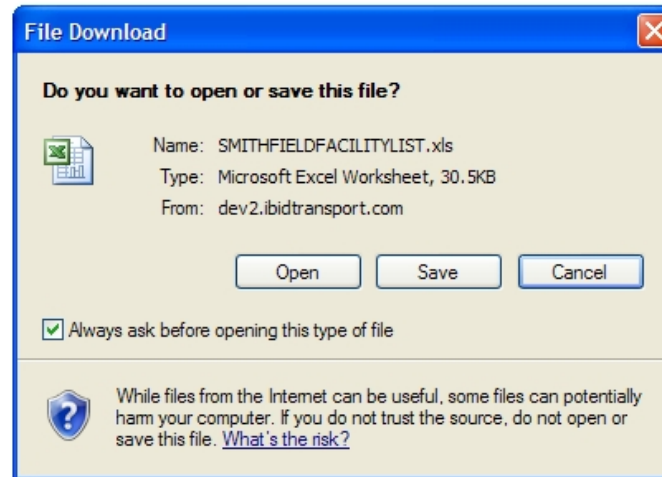 File Download
Do you want to open or save this file?
Name: SMITHFIELDFACILITYLIST.xls
Type: Microsoft Excel Worksheet, 30.5KB
From: dev2.ibidtransport.com
Open Save Cancel
Always ask before opening this type of file
While files from the Internet can be useful, some files can potentially
harm your computer. If you do not trust the source, do not open or
save this file. What's the risk?